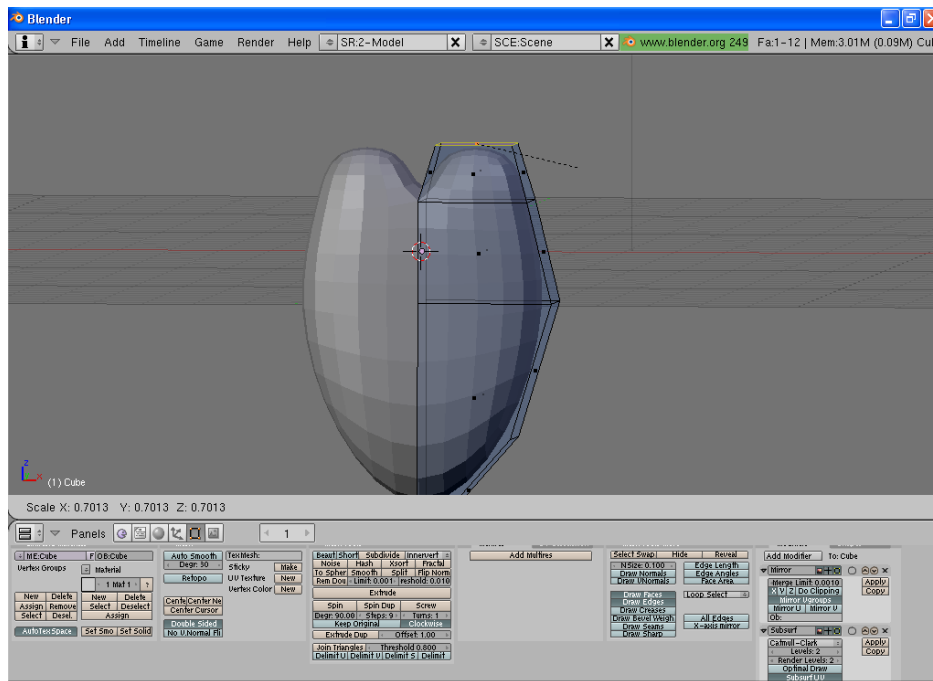 Blender
File Add Timeline Game Render Help SR:2-Model X SCE:Scene X www.blender.org 249 Fa:1-12 | Mem:3.01M (0.09M) Cul
z
x
(1) Cube
Scale X: 0.7013 Y: 0.7013 Z: 0.7013
Panels 1
ME:Cube F OB:Cube
Vertex Groups Material
1 Mat 1 ?
New Delete New Delete
Assign Remove Select Deselect
Select Desel. Assign
AutoTexSpace Set Smo Set Solid
Auto Smooth TexMesh:
Degr: 30 Sticky Make
Retopo UV Texture New
Vertex Color New
Cente Center Ne
Center Cursor
Double Sided
No V.Normal Fli
Beaut Short Subdivide Innervert
Noise Hash Xsort Fractal
To Spher Smooth Split Flip Norm
Rem Dou Limit: 0.001 reshold: 0.010
Extrude
Spin Spin Dup Screw
Degr: 90.00 Steps: 9 Turns: 1
Keep Original Clockwise
Extrude Dup Offset: 1.00
Join Triangles Threshold 0.800
Delimit U Delimit V Delimit S Delimit
Add Multires
Select Swap Hide Reveal
NSize: 0.100 Edge Length
Draw Normals Edge Angles
Draw VNormals Face Area
Draw Faces Loop Select
Draw Edges
Draw Creases
Draw Bevel Weigh All Edges
Draw Seams X-axis mirror
Draw Sharp
Add Modifier To: Cube
Mirror
Merge Limit: 0.0010 Apply
X Y Z Do Clipping Copy
Mirror Vgroups
Mirror U Mirror V
Ob:
Subsurf
Catmull-Clark Apply
Levels: 2 Copy
Render Levels: 2
Optimal Draw
Subsurf UV